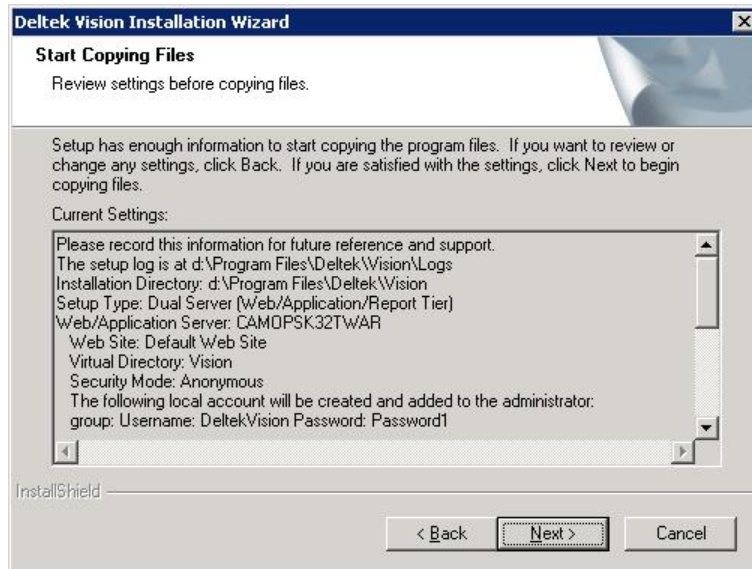 Deltek Vision Installation Wizard
Start Copying Files
Review settings before copying files.
Setup has enough information to start copying the program files. If you want to review or
change any settings, click Back. If you are satisfied with the settings, click Next to begin
copying files.
Current Settings:
Please record this information for future reference and support.
The setup log is at d:\Program Files\Deltek\Vision\Logs
Installation Directory: d:\Program Files\Deltek\Vision
Setup Type: Dual Server (Web/Application/Report Tier)
Web/Application Server: CAMOPSK32TWAR
Web Site: Default Web Site
Virtual Directory: Vision
Security Mode: Anonymous
The following local account will be created and added to the administrator:
group: Username: DeltekVision Password: Password1
InstallShield
< Back Next > Cancel